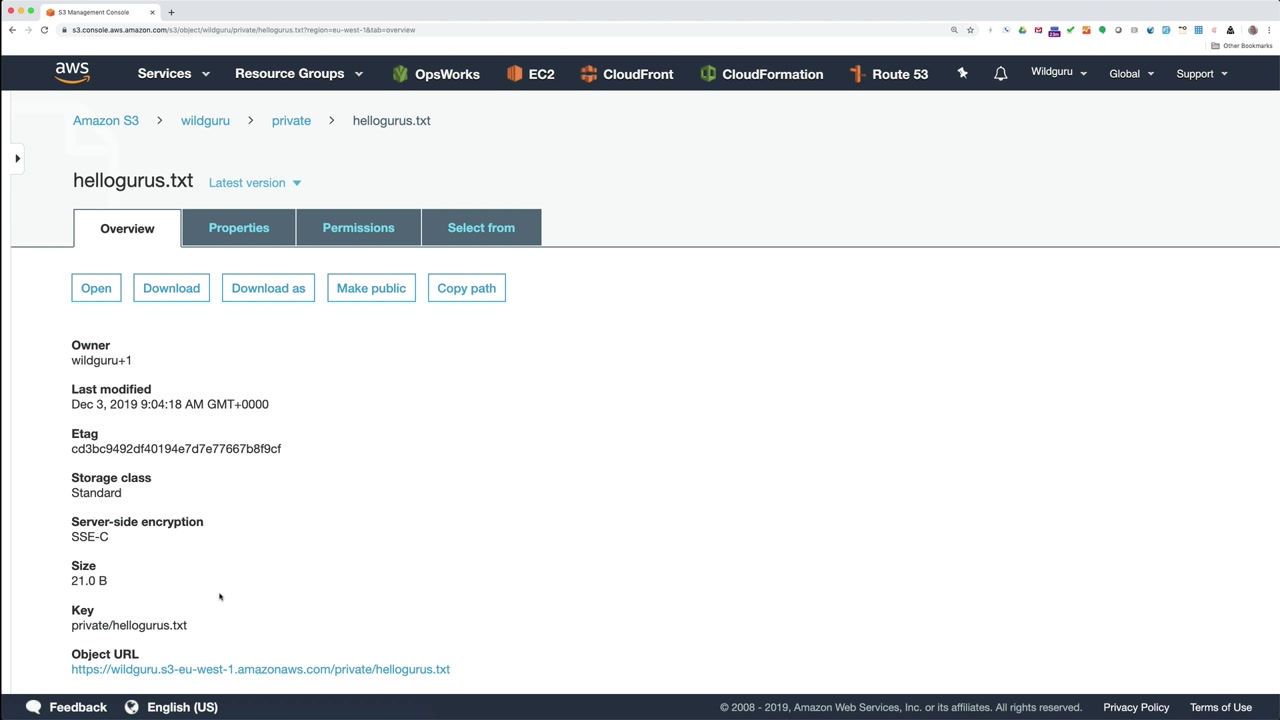 S3 Management Console
s3.console.aws.amazon.com/s3/object/wildguru/private/hellogurus.txt?region=eu-west-1&tab=overview
Other Bookmarks
aws Services Resource Groups OpsWorks EC2 CloudFront CloudFormation Route 53 Wildguru Global Support
Amazon S3 > wildguru > private > hellogurus.txt
hellogurus.txt Latest version
Overview Properties Permissions Select from
Open Download Download as Make public Copy path
Owner
wildguru+1
Last modified
Dec 3, 2019 9:04:18 AM GMT+0000
Etag
cd3bc9492df40194e7d7e77667b8f9cf
Storage class
Standard
Server-side encryption
SSE-C
Size
21.0 B
Key
private/hellogurus.txt
Object URL
https://wildguru.s3-eu-west-1.amazonaws.com/private/hellogurus.txt
Feedback English (US) © 2008 - 2019, Amazon Web Services, Inc. or its affiliates. All rights reserved. Privacy Policy Terms of Use